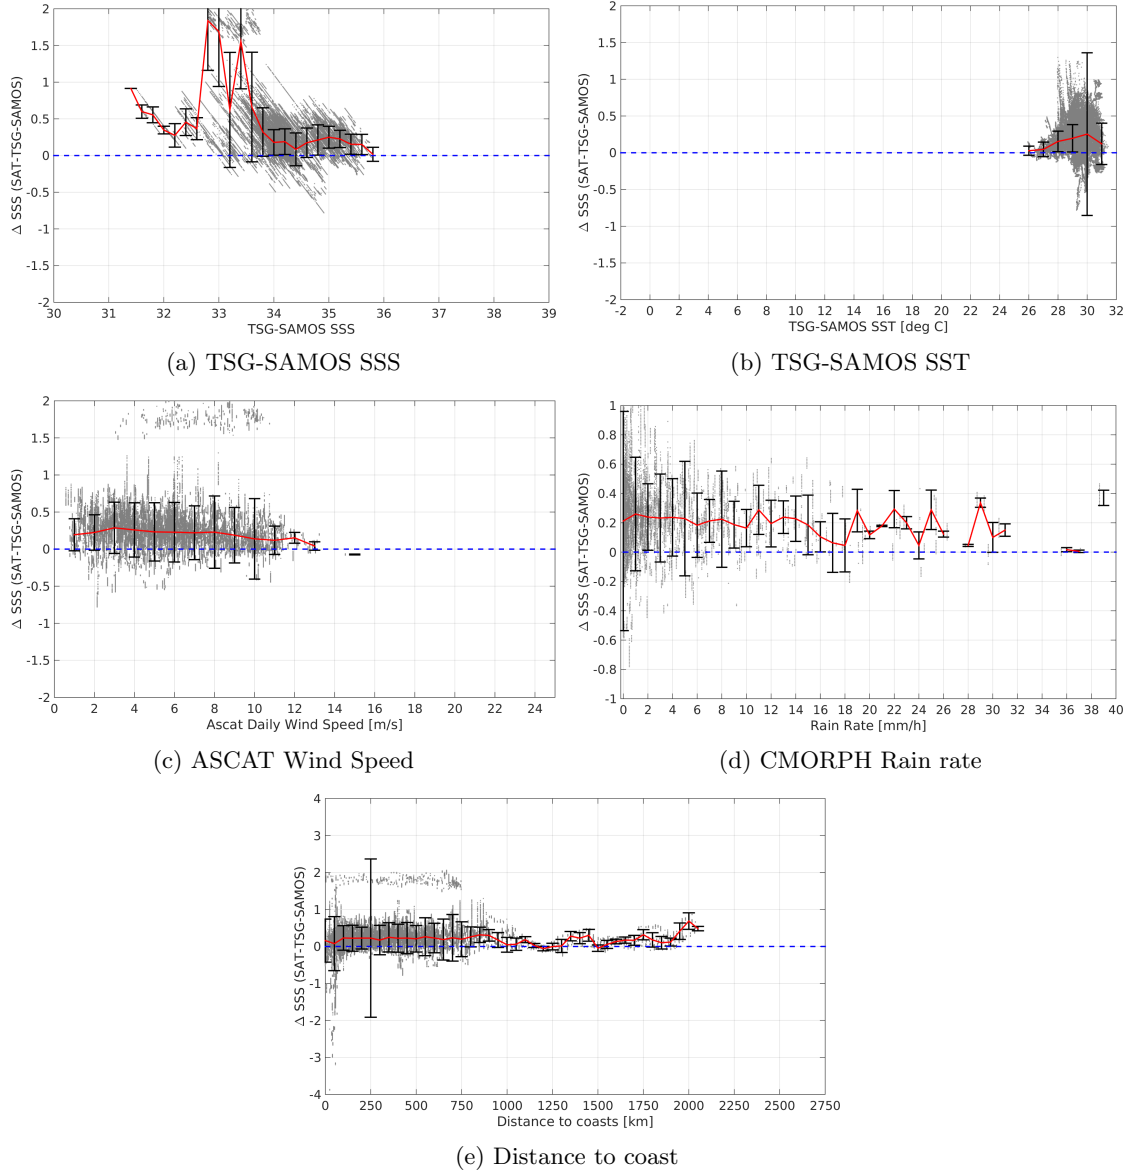 2
1.5
1
0.5
0
0.5
-1
-1.5
-2
Δ SSS (SAT-TSG-SAMOS)
30 31 32 33 34 35 36 37 38 39
TSG-SAMOS SSS
(a) TSG-SAMOS SSS
2
1.5
1
0.5
0
-0.5
-1
-1.5
-2
Δ SSS (SAT-TSG-SAMOS)
-2 0 2 4 6 8 10 12 14 16 18 20 22 24 26 28 30 32
TSG-SAMOS SST [deg C]
(b) TSG-SAMOS SST
2
1.5
1
0.5
0
-0.5
-1
-1.5
-2
Δ SSS (SAT-TSG-SAMOS)
0 2 4 6 8 10 12 14 16 18 20 22 24
Ascat Daily Wind Speed [m/s]
(c) ASCAT Wind Speed
1
0.8
0.6
0.4
0.2
0
-0.2
-0.4
-0.6
-0.8
-1
Δ SSS (SAT-TSG-SAMOS)
0 2 4 6 8 10 12 14 16 18 20 22 24 26 28 30 32 34 36 38 40
Rain Rate [mm/h]
(d) CMORPH Rain rate
4
3
2
1
0
-1
-2
-3
-4
Δ SSS (SAT-TSG-SAMOS)
0 250 500 750 1000 1250 1500 1750 2000 2250 2500 2750
Distance to coasts [km]
(e) Distance to coast